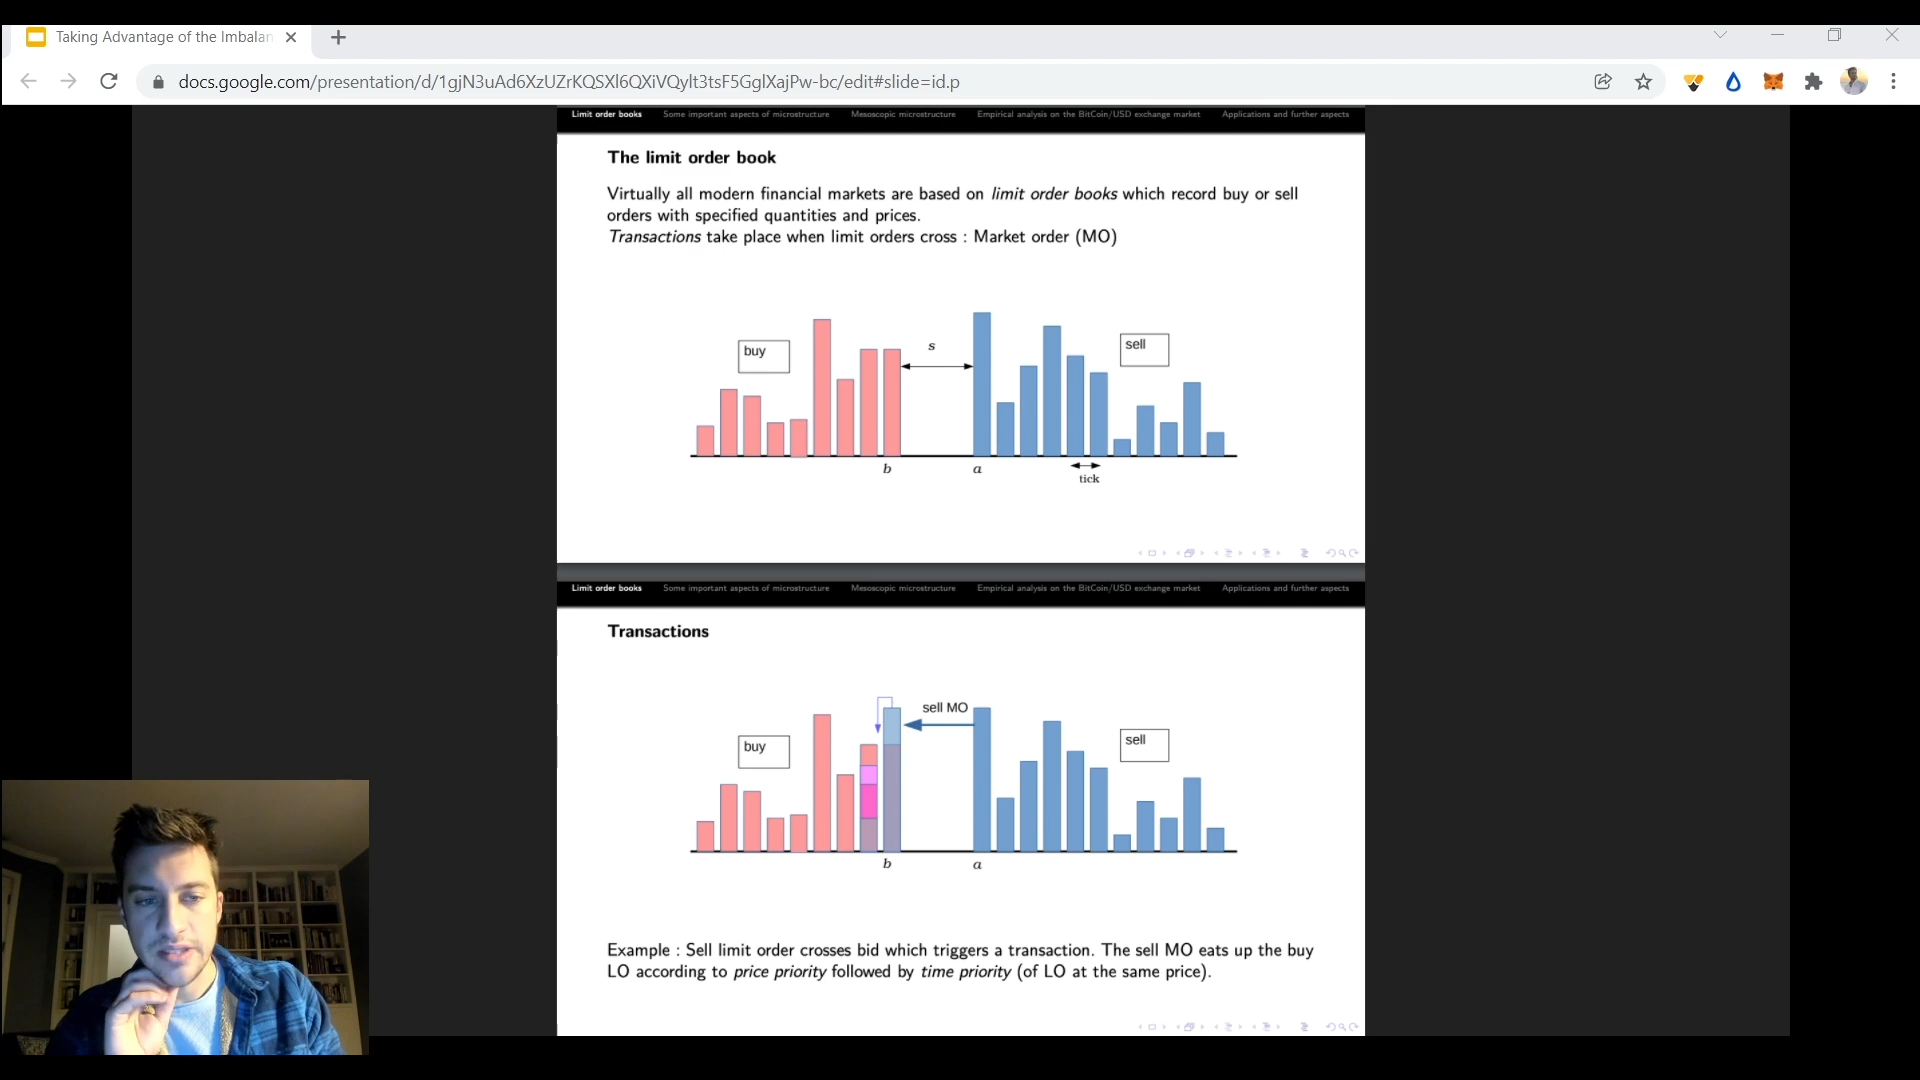 Taking Advantage of the Imbalan
docs.google.com/presentation/d/1gjN3uAd6XzUZrKQSXl6QXiVQylt3tsF5GglXajPw-bc/edit#slide=id.p
Limit order books Some important aspects of microstructure Mesoscopic microstructure Empirical analysis on the BitCoin/USD exchange market Applications and further aspects
The limit order book
Virtually all modern financial markets are based on limit order books which record buy or sell
orders with specified quantities and prices.
Transactions take place when limit orders cross : Market order (MO)
buy
s
sell
b
a
tick
Limit order books Some important aspects of microstructure Mesoscopic microstructure Empirical analysis on the BitCoin/USD exchange market Applications and further aspects
Transactions
buy
sell MO
sell
b
a
Example : Sell limit order crosses bid which triggers a transaction. The sell MO eats up the buy
LO according to price priority followed by time priority (of LO at the same price).